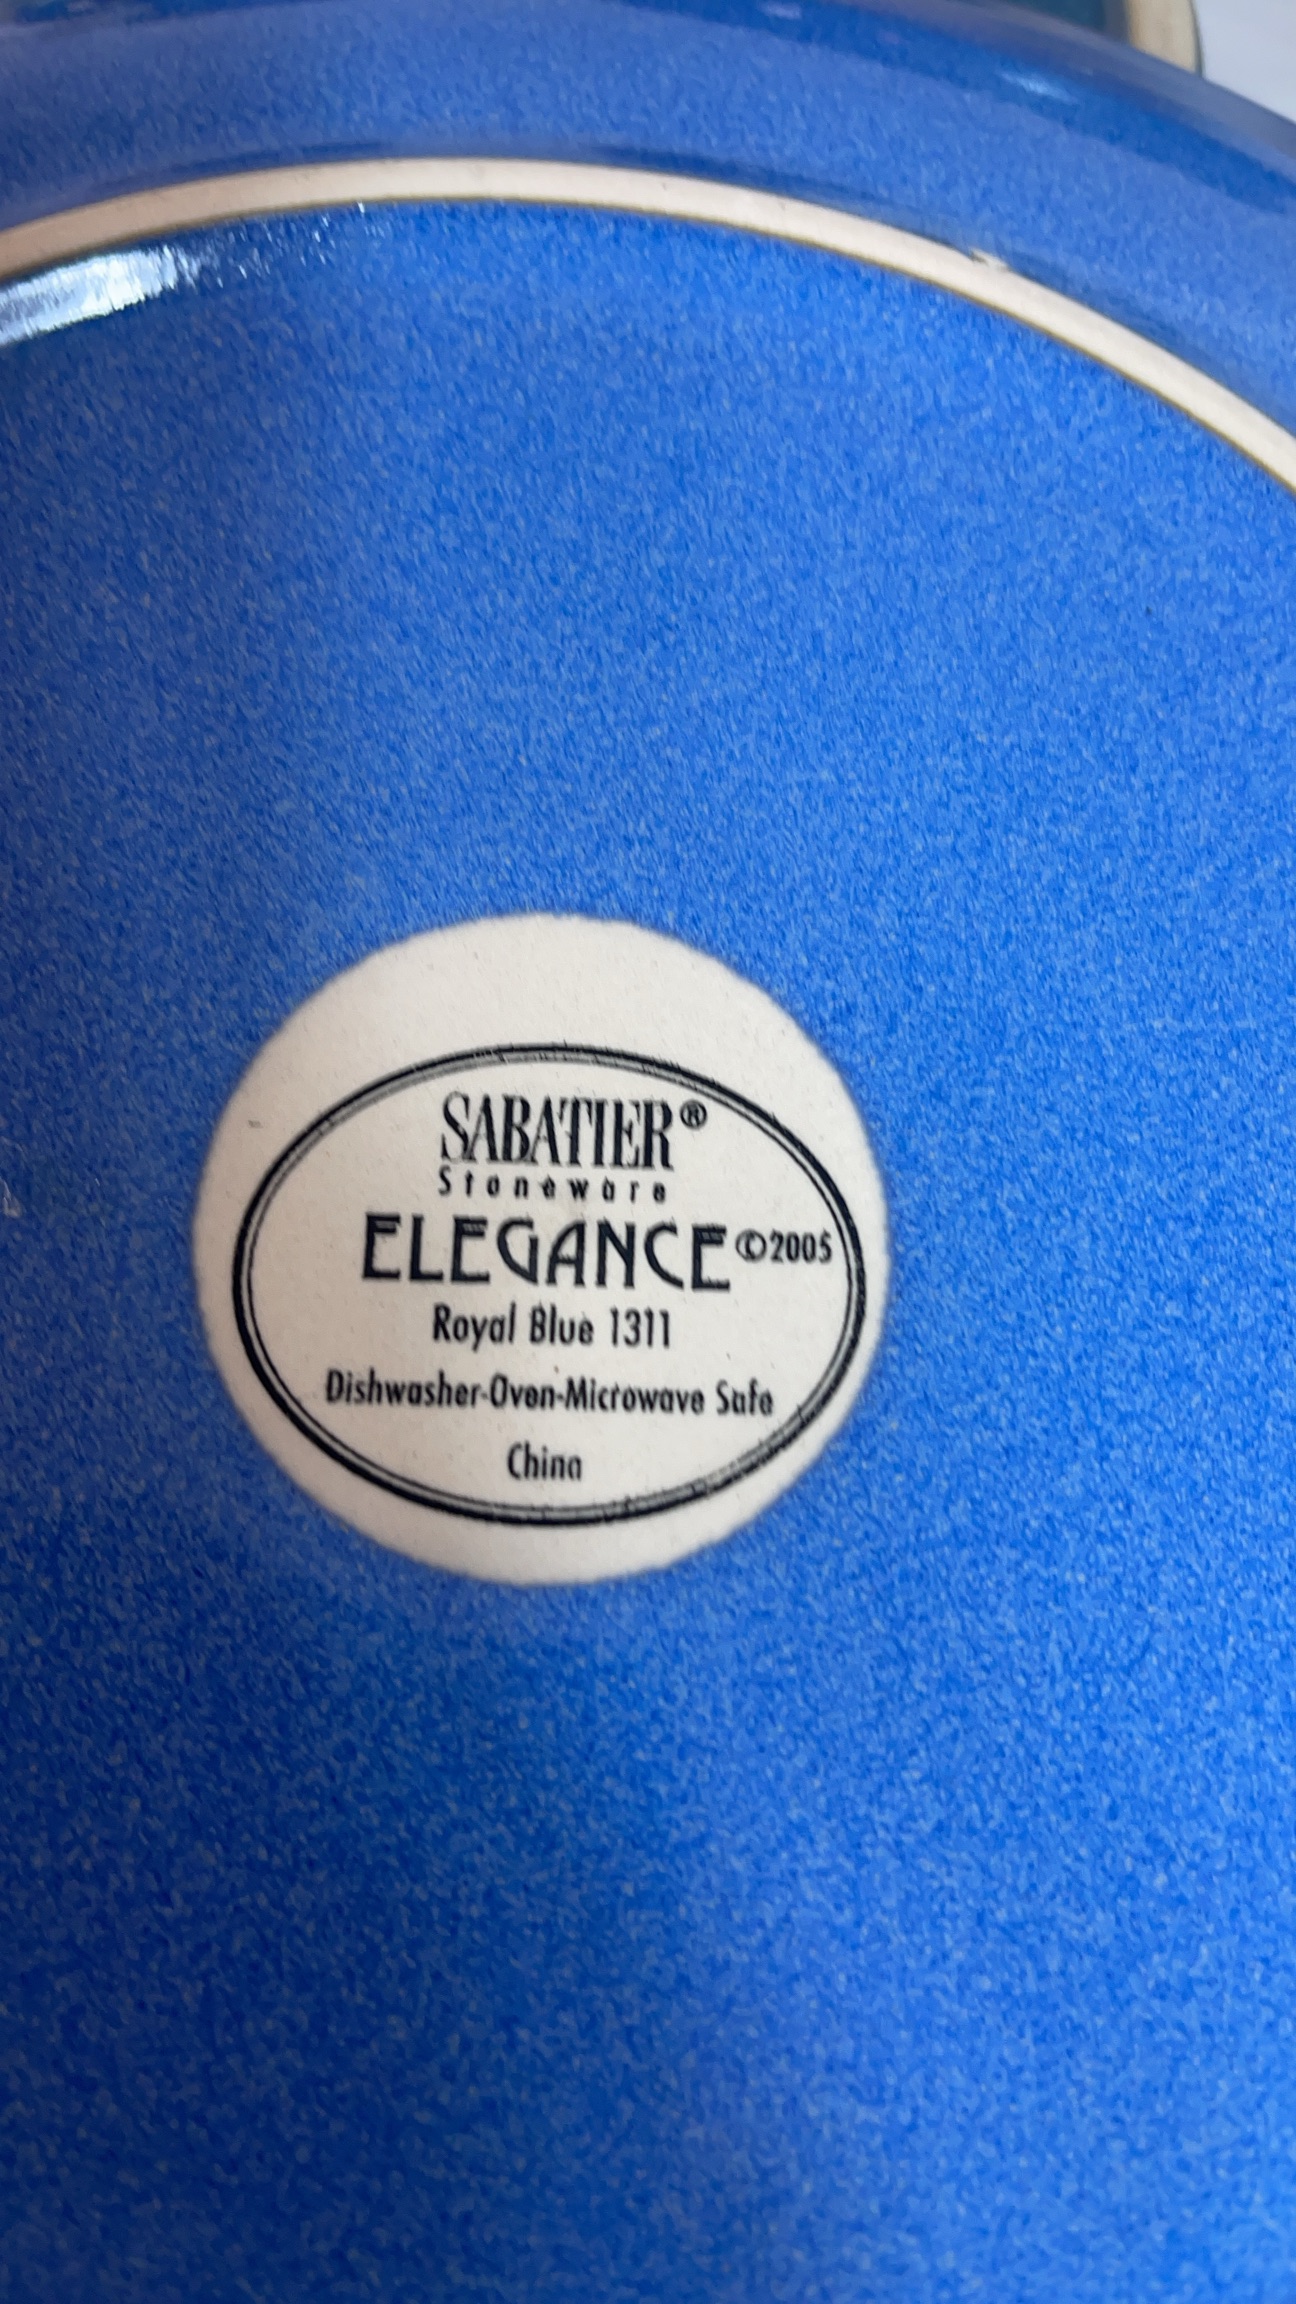 SABATIER®
Stoneware
ELEGANCE ©2005
Royal Blue 1311
Dishwasher-Oven-Microwave Safe
China